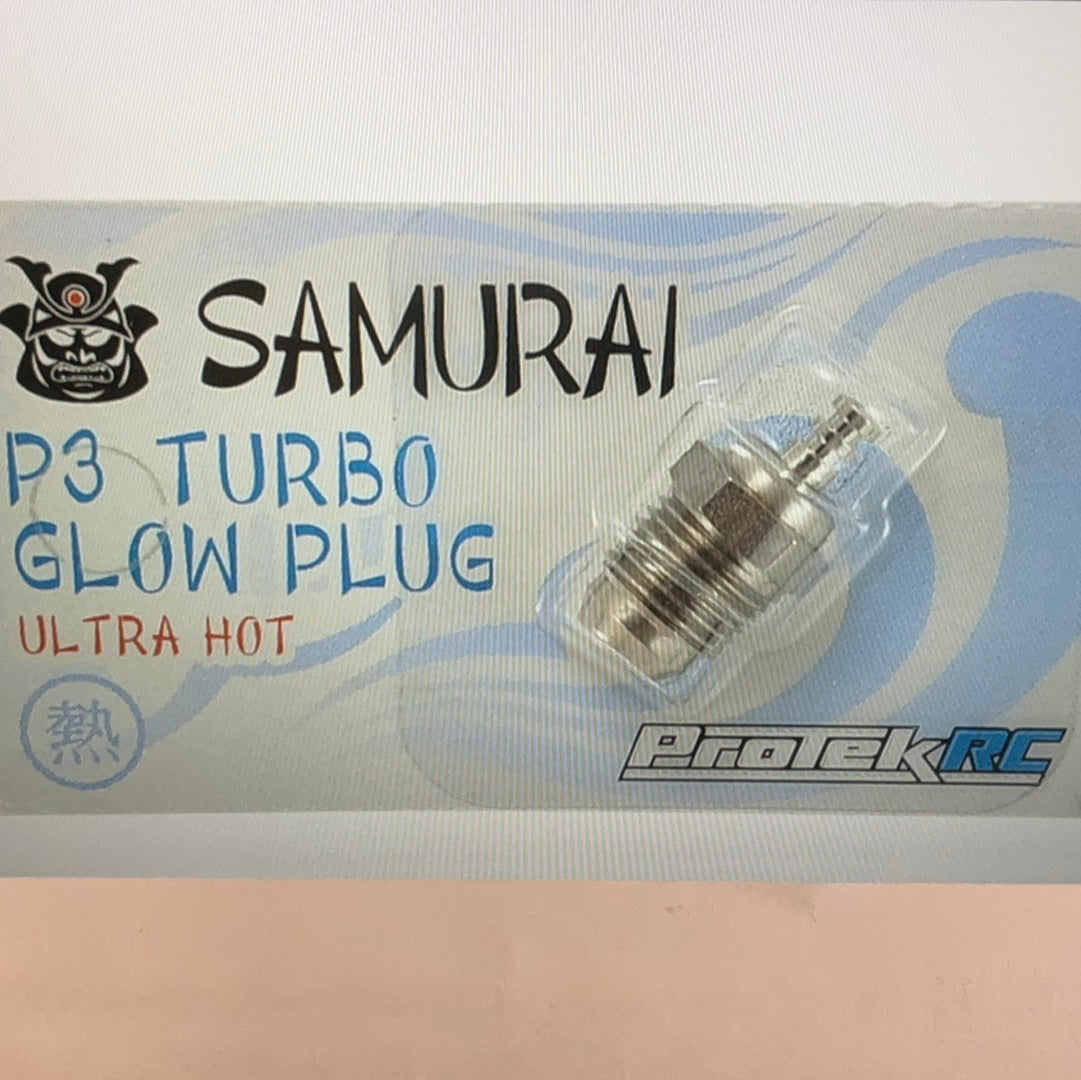 SAMURAI
P3 TURBO
GLOW PLUG
ULTRA HOT
熱
PROTEKRC